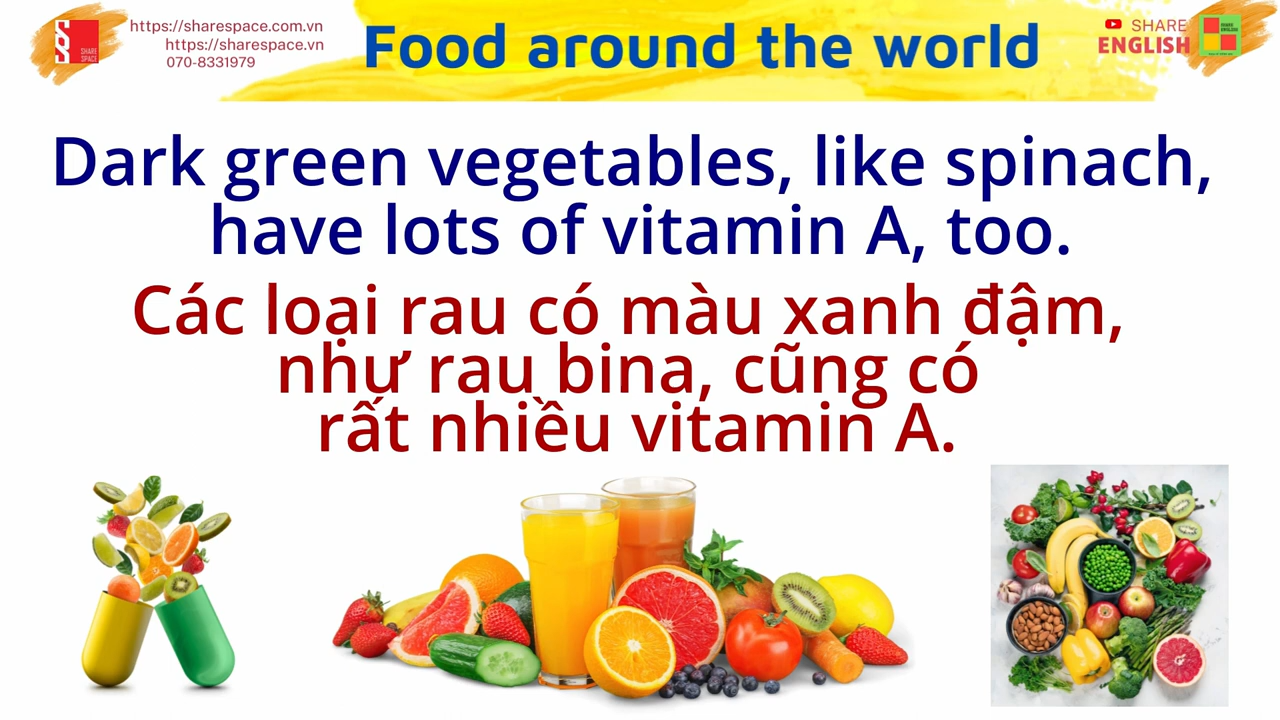 https://sharespace.com.vn
https://sharespace.vn
070-8331979
SHARE
SPACE
Food around the world
SHARE
ENGLISH
Dark green vegetables, like spinach,
have lots of vitamin A, too.
Các loại rau có màu xanh đậm,
như rau bina, cũng có
rất nhiều vitamin A.